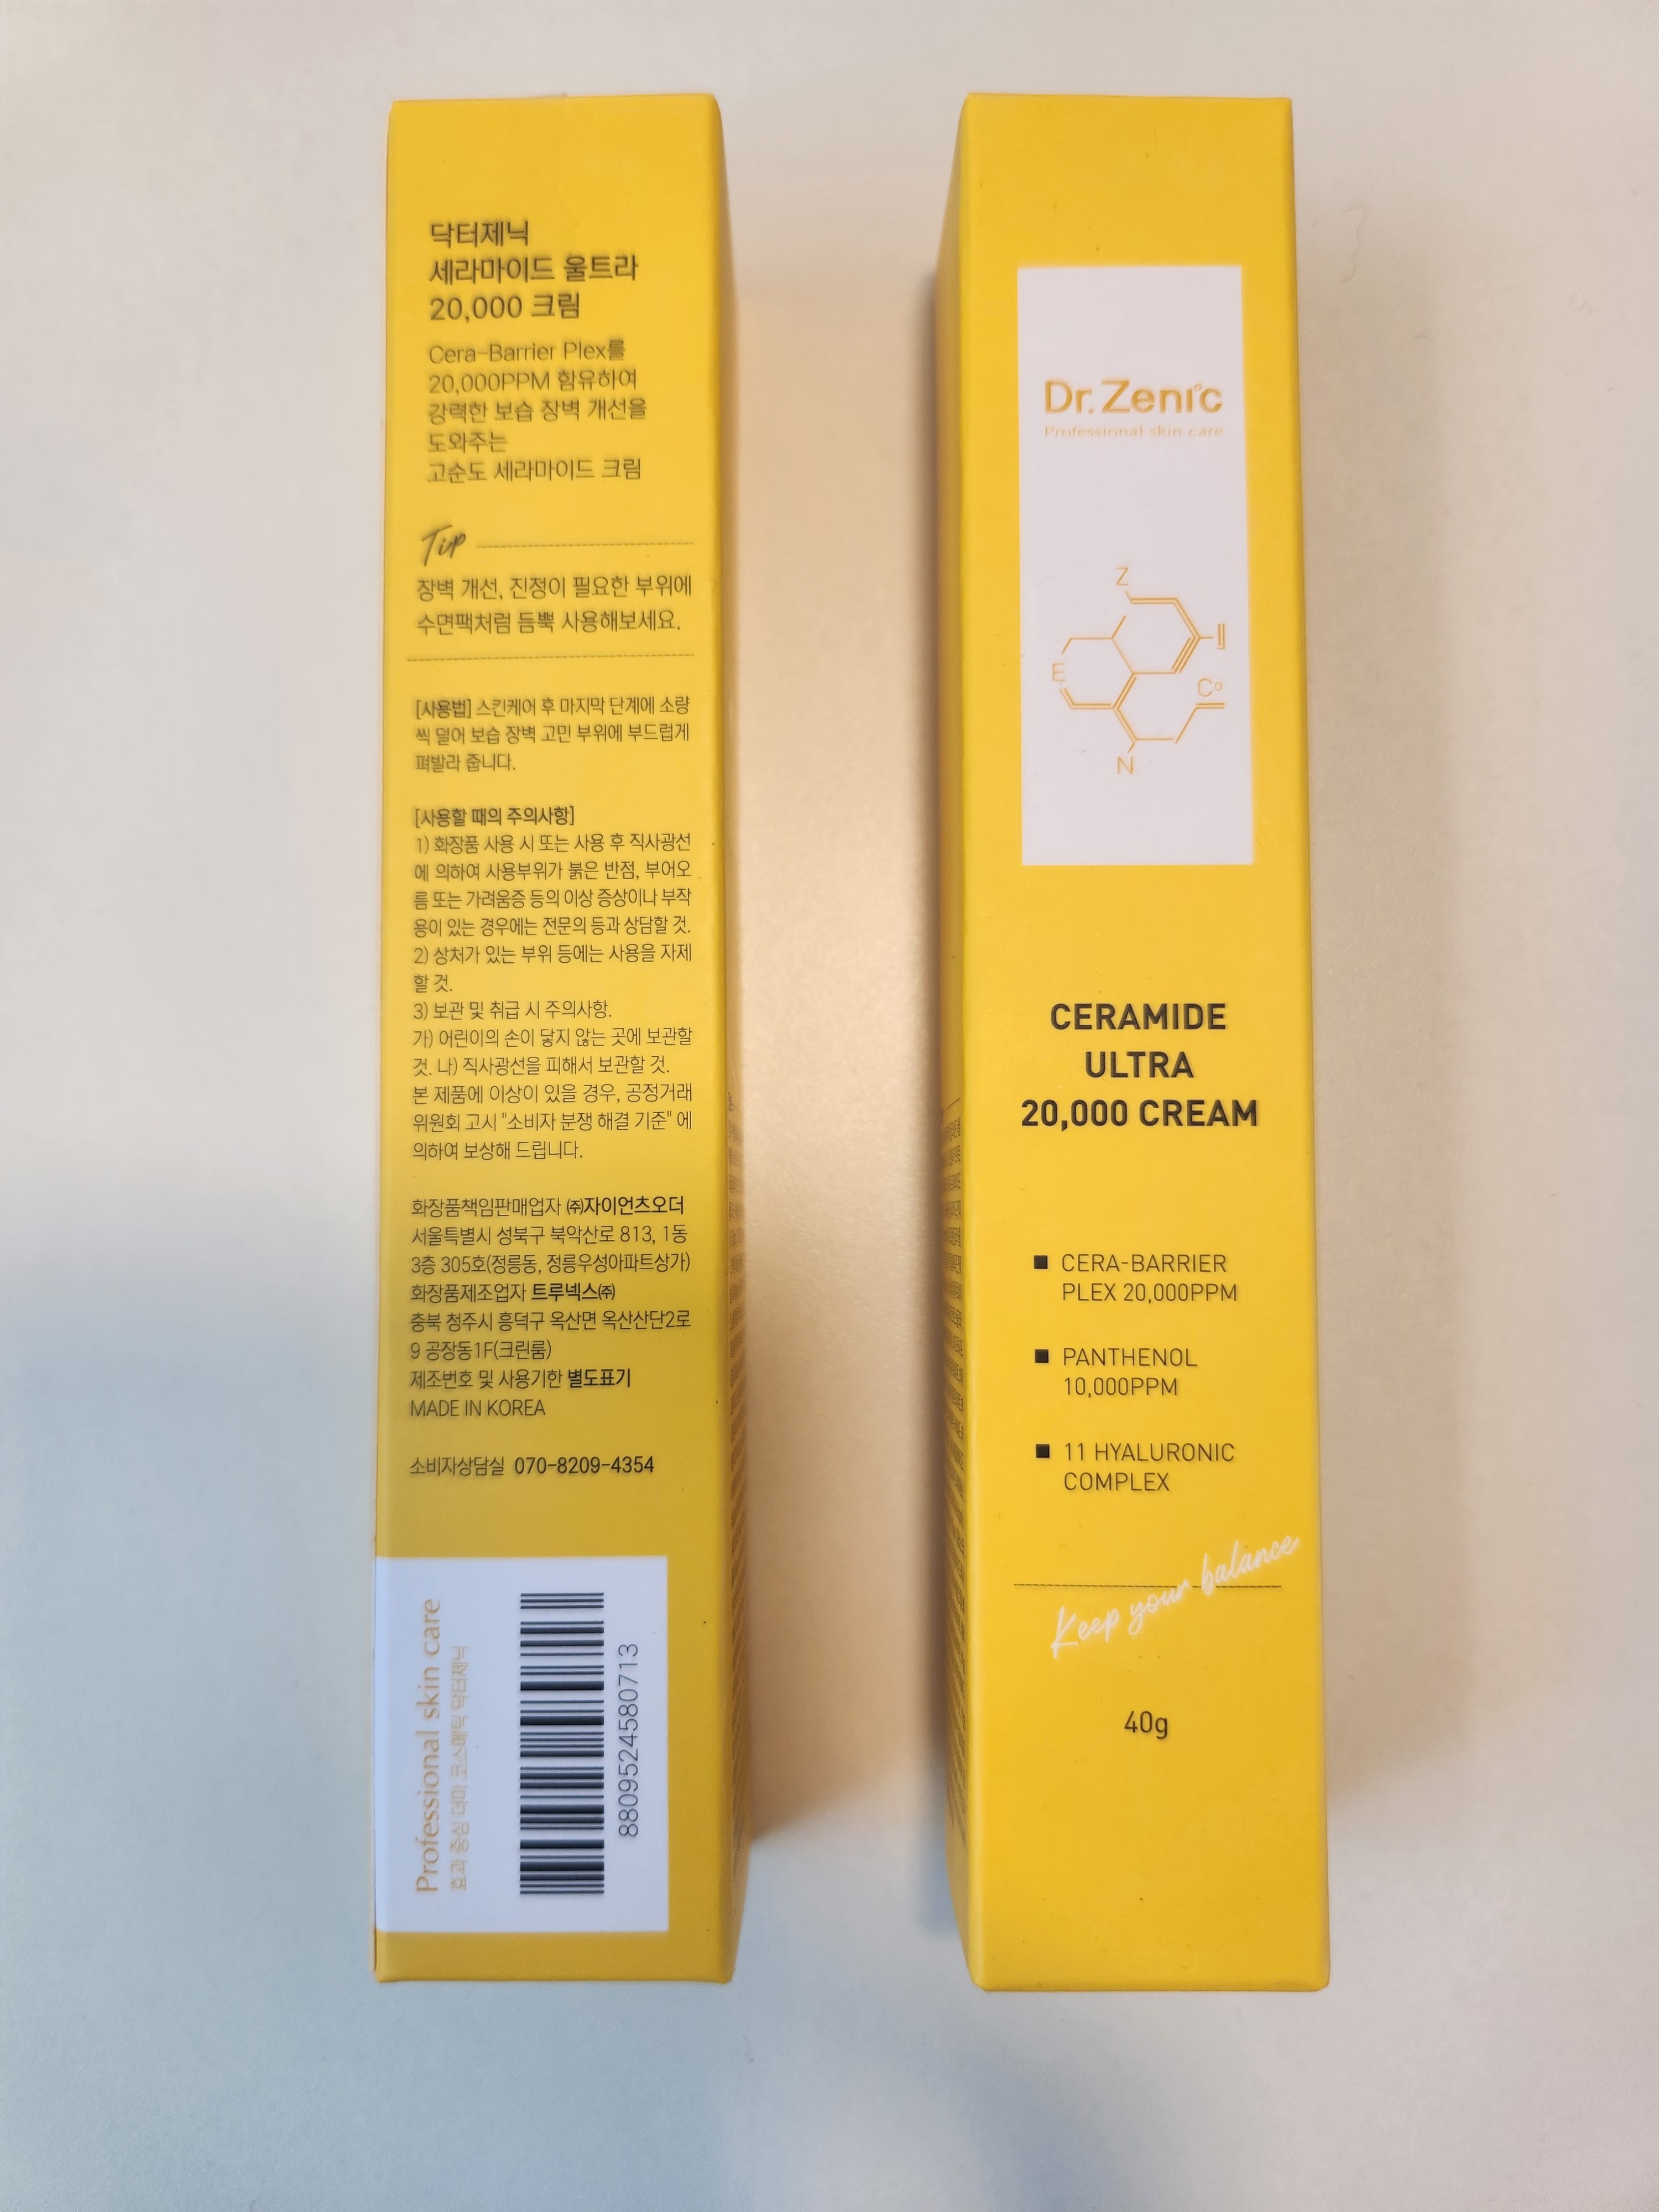 닥터제닉
세라마이드 울트라
20,000 크림
Cera-Barrier Plex를
20,000PPM 함유하여
강력한 보습 장벽 개선을
도와주는
고순도 세라마이드 크림
Tip
장벽 개선, 진정이 필요한 부위에
수면팩처럼 듬뿍 사용해보세요.
[사용법] 스킨케어 후 마지막 단계에 소량
씩 덜어 보습 장벽 고민 부위에 부드럽게
펴발라 줍니다.
[사용할 때의 주의사항]
1) 화장품 사용 시 또는 사용 후 직사광선
에 의하여 사용부위가 붉은 반점, 부어오
름 또는 가려움증 등의 이상 증상이나 부작
용이 있는 경우에는 전문의 등과 상담할 것.
2) 상처가 있는 부위 등에는 사용을 자제
할 것.
3) 보관 및 취급 시 주의사항.
가) 어린이의 손이 닿지 않는 곳에 보관할
것. 나) 직사광선을 피해서 보관할 것.
본 제품에 이상이 있을 경우, 공정거래
위원회 고시 "소비자 분쟁 해결 기준" 에
의하여 보상해 드립니다.
화장품책임판매업자 ㈜자이언츠오더
서울특별시 성북구 북악산로 813, 1동
3층 305호(정릉동, 정릉우성아파트상가)
화장품제조업자 트루넥스㈜
충북 청주시 흥덕구 옥산면 옥산산단2로
9 공장동1F(크린룸)
제조번호 및 사용기한 별도표기
MADE IN KOREA
소비자상담실 070-8209-4354
Professional skin care
효과 중심 더마 코스메틱 닥터제닉
8809524580713
Dr.Zenic
Professional skin care
Z
E
Co
N
CERAMIDE
ULTRA
20,000 CREAM
■ CERA-BARRIER
PLEX 20,000PPM
■ PANTHENOL
10,000PPM
■ 11 HYALURONIC
COMPLEX
Keep your balance
40g